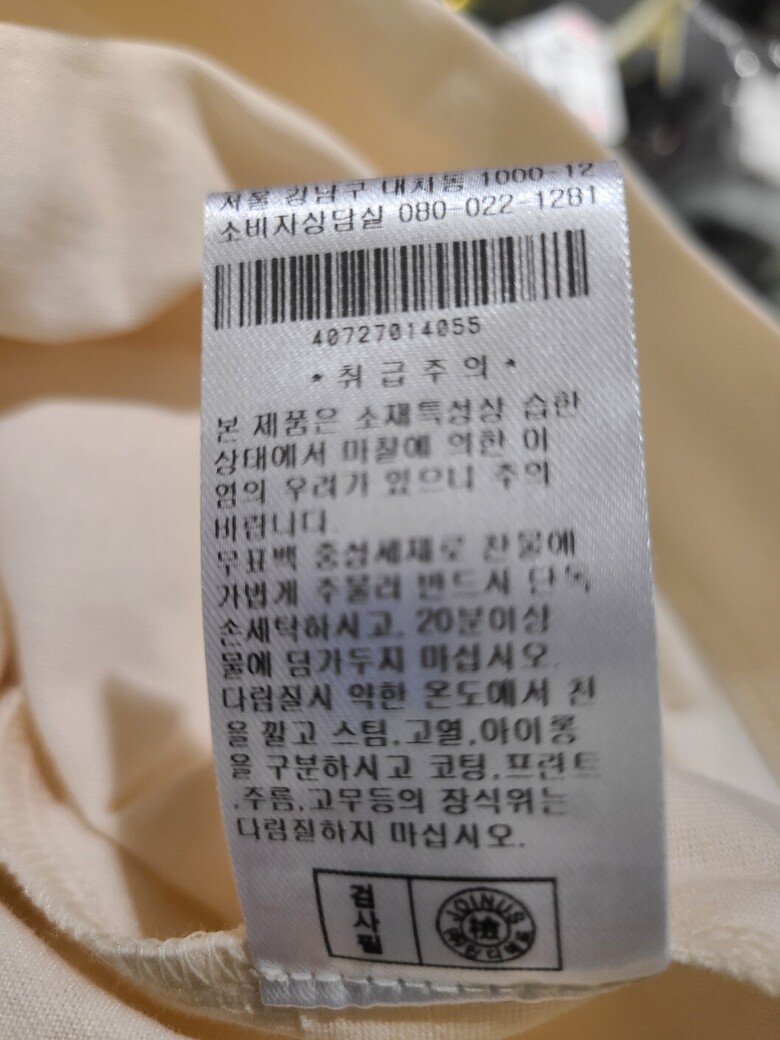 서울 강남구 대치동 1000-12
소비자상담실 080-022-1281
40727014055
* 취 급 주 의 *
본 제품은 소재특성상 습한
상태에서 마찰에 의한 이
염의 우려가 있으니 주의
바랍니다.
무표백 중성세제로 찬물에
가볍게 주물러 반드시 단독
손세탁하시고, 20분이상
물에 담가두지 마십시오.
다림질시 약한 온도에서 천
을 깔고 스팀,고열,아이롱
을 구분하시고 코팅,프린트
,주름,고무등의 장식위는
다림질하지 마십시오.
검사필
JOINUS
檢